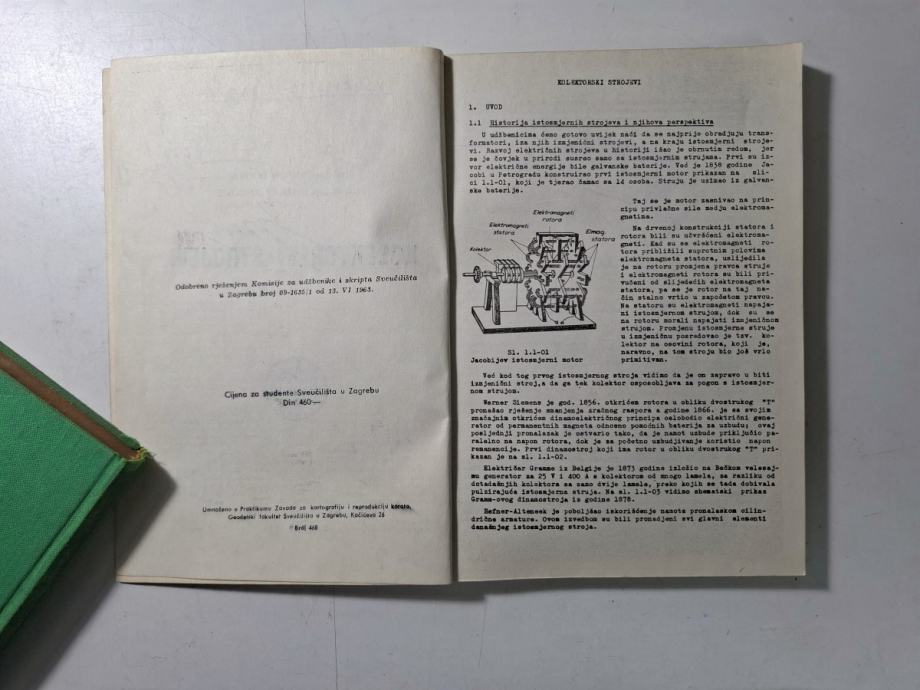 Odobreno rješenjem Komisije za udžbenike i skripta Sveučilišta
u Zagrebu broj 89-1635/1 od 13. VI 1963.
Cijena za studente Sveučilišta u Zagrebu
Din 460.—
Umnoženo u Praktikumu Zavoda za kartografiju i reprodukciju karata,
Geodetski fakultet Sveučilišta u Zagrebu, Kačićeva 26
Broj 468
KOLEKTORSKI STROJEVI
1. UVOD
1.1 Historija istosmjernih strojeva i njihova perspektiva
U udžbenicima ćemo gotovo uvijek naći da se najprije obradjuju trans-
formatori, iza njih izmjenični strojevi, a na kraju istosmjerni stroje-
vi. Razvoj električnih strojeva u historiji išao je obrnutim redom, jer
se je čovjek u prirodi susreo samo sa istosmjernim strujama. Prvi su iz-
vor električne energije bile galvanske baterije. Već je 1838 godine Ja-
cobi u Petrogradu konstruirao prvi istosmjerni motor prikazan na sli-
ci 1.1-01, koji je tjerao čamac sa 14 osoba. Struju je uzimao iz galvan-
ske baterije.
Elektromagneti
rotora
Elektromagneti
statora
Elmag.
statora
Kolektor
Sl. 1.1-01
Jacobijev istosmjerni motor
Taj se je motor zasnivao na prin-
cipu privlačne sile medju elektroma-
gnetima.
Na drvenoj konstrukciji statora i
rotora bili su učvršćeni elektroma-
gneti. Kad su se elektromagneti ro-
tora približili suprotnim polovima
elektromagneta statora, uslijedila
je na rotoru promjena pravca struje
i elektromagneti rotora su bili pri-
vučeni od slijedećih elektromagneta
statora, pa se je rotor na taj na-
čin stalno vrtio u započetom pravcu.
Na statoru su elektromagneti napaja-
ni istosmjernom strujom, dok su se
na rotoru morali napajati izmjeničnom
strujom. Promjenu istosmjerne struje
u izmjeničnu posredovao je tzv. ko-
lektor na osovini rotora, koji je,
naravno, na tom stroju bio još vrlo
primitivan.
Već kod tog prvog istosmjernog stroja vidimo da je on zapravo u biti
izmjenični stroj, a da ga tek kolektor osposobljava za pogon s istosmjer-
nom strujom.
Werner Siemens je god. 1856. otkrićem rotora u obliku dvostrukog "T"
pronašao rješenje smanjenja zračnog raspora a godine 1866. je sa svojim
značajnim otkrićem dinamoelektričnog principa oslobodio električni gene-
rator od permanentnih magneta odnosno pomoćnih baterija za uzbudu; ovaj
posljednji pronalazak je ostvario tako, da je namot uzbude priključio pa-
ralelno na napon rotora, dok je za početno uzbudjivanje koristio napon
remanencije. Prvi dinamostroj koji ima rotor u obliku dvostrukog "T" pri-
kazan je na sl. 1.1-02.
Električar Gramme iz Belgije je 1873 godine izložio na Bečkom velesaj-
mu generator za 25 V i 400 A s kolektorom od mnogo lamela, za razliku od
dotadašnjih kolektora sa samo dvije lamele, preko kojih se tada dobivala
pulzirajuća istosmjerna struja. Na sl. 1.1-03 vidimo shematski prikaz
Gramm-ovog dinamostroja iz godine 1878.
Hefner-Alteneck je poboljšao iskorišćenje namota pronalaskom cilin-
drične armature. Ovom izvedbom su bili pronadjeni svi glavni elementi
današnjeg istosmjernog stroja.